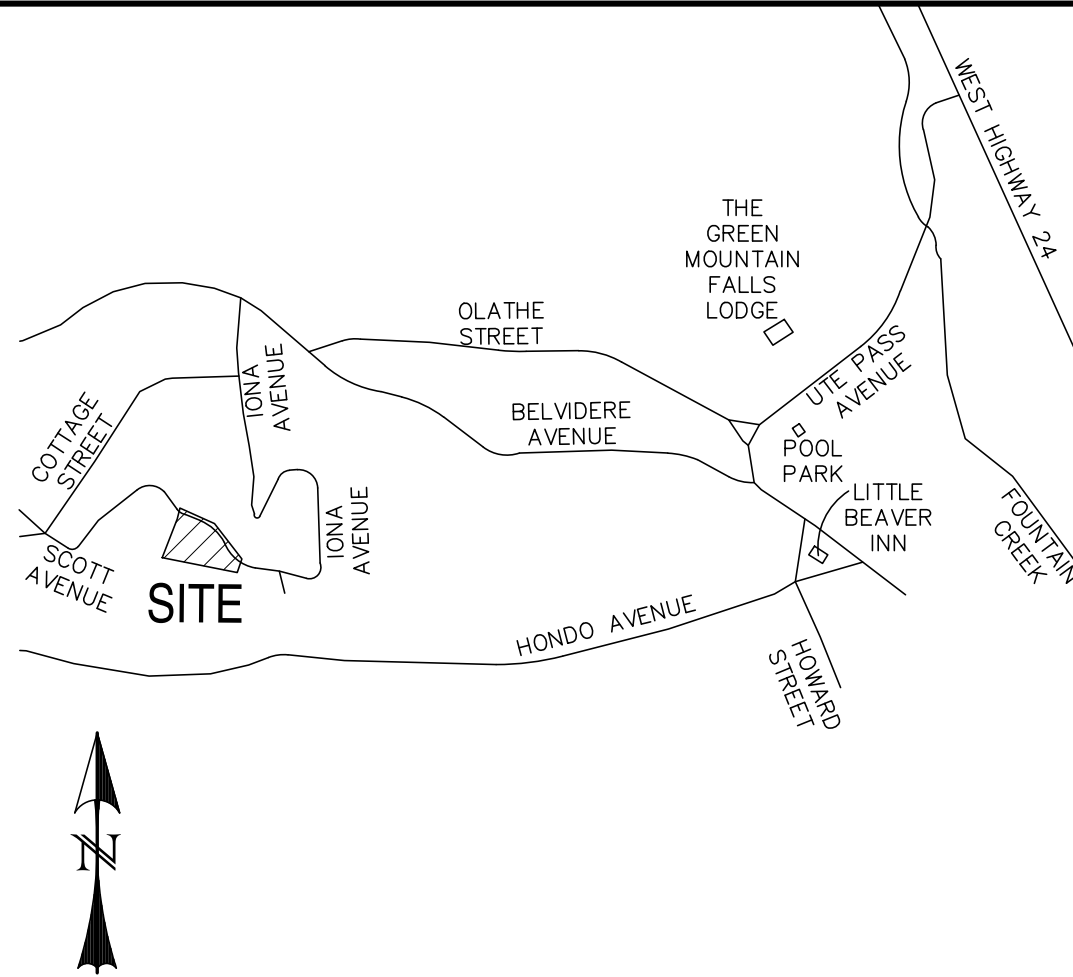 WEST HIGHWAY 24
THE
GREEN
MOUNTAIN
FALLS
LODGE
OLATHE
STREET
UTE PASS
AVENUE
IONA
AVENUE
COTTAGE
STREET
BELVIDERE
AVENUE
POOL
PARK
LITTLE
BEAVER
INN
IONA
AVENUE
FOUNTAIN
CREEK
SCOTT
AVENUE
SITE
HONDO AVENUE
HOWARD
STREET
N